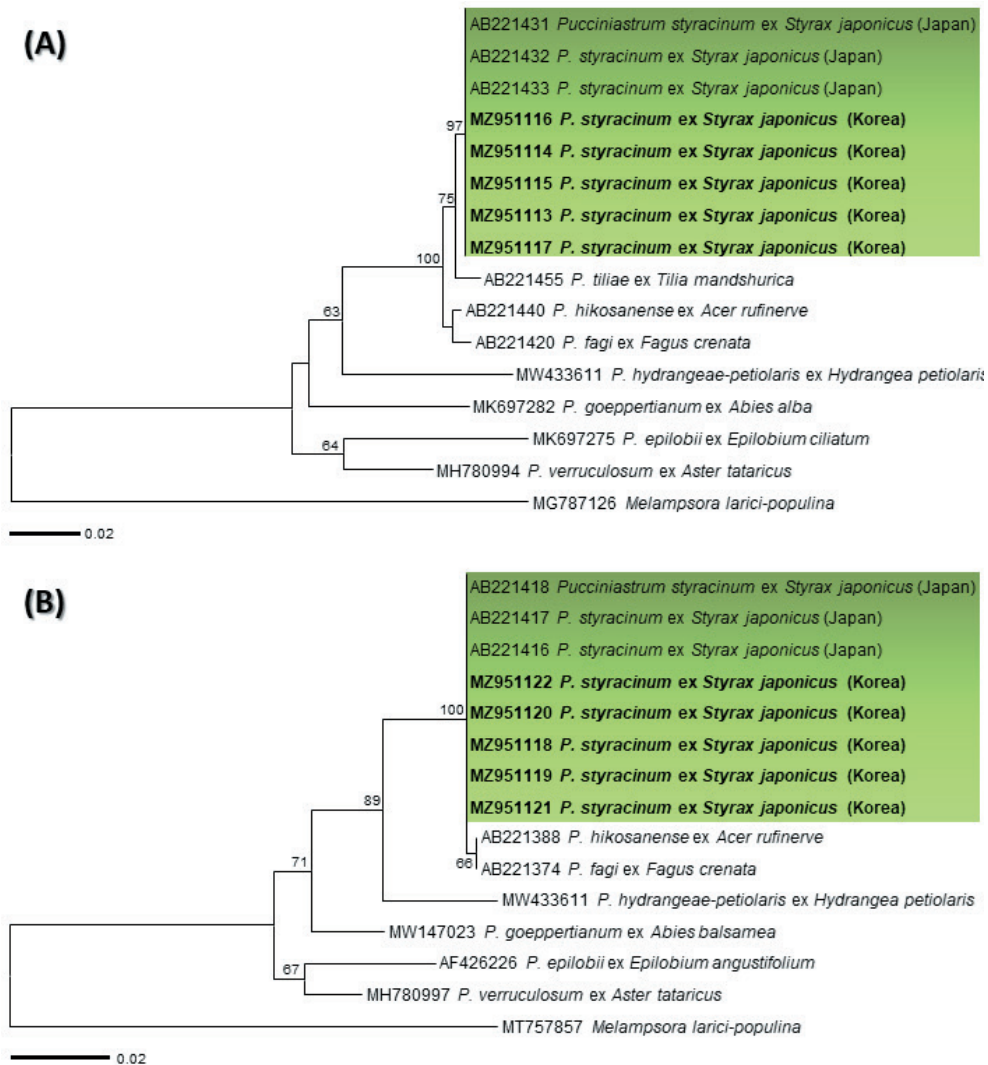 (A)
AB221431 Pucciniastrum styracinum ex Styrax japonicus (Japan)
AB221432 P. styracinum ex Styrax japonicus (Japan)
AB221433 P. styracinum ex Styrax japonicus (Japan)
97
MZ951116 P. styracinum ex Styrax japonicus (Korea)
MZ951114 P. styracinum ex Styrax japonicus (Korea)
MZ951115 P. styracinum ex Styrax japonicus (Korea)
75
MZ951113 P. styracinum ex Styrax japonicus (Korea)
MZ951117 P. styracinum ex Styrax japonicus (Korea)
100
AB221455 P. tiliae ex Tilia mandshurica
AB221440 P. hikosanense ex Acer rufinerve
63
AB221420 P. fagi ex Fagus crenata
MW433611 P. hydrangeae-petiolaris ex Hydrangea petiolaris
MK697282 P. goeppertianum ex Abies alba
MK697275 P. epilobii ex Epilobium ciliatum
64
MH780994 P. verruculosum ex Aster tataricus
MG787126 Melampsora larici-populina
0.02
(B)
AB221418 Pucciniastrum styracinum ex Styrax japonicus (Japan)
AB221417 P. styracinum ex Styrax japonicus (Japan)
AB221416 P. styracinum ex Styrax japonicus (Japan)
MZ951122 P. styracinum ex Styrax japonicus (Korea)
100
MZ951120 P. styracinum ex Styrax japonicus (Korea)
MZ951118 P. styracinum ex Styrax japonicus (Korea)
MZ951119 P. styracinum ex Styrax japonicus (Korea)
89
MZ951121 P. styracinum ex Styrax japonicus (Korea)
AB221388 P. hikosanense ex Acer rufinerve
71
66
AB221374 P. fagi ex Fagus crenata
MW433611 P. hydrangeae-petiolaris ex Hydrangea petiolaris
MW147023 P. goeppertianum ex Abies balsamea
AF426226 P. epilobii ex Epilobium angustifolium
67
MH780997 P. verruculosum ex Aster tataricus
MT757857 Melampsora larici-populina
0.02